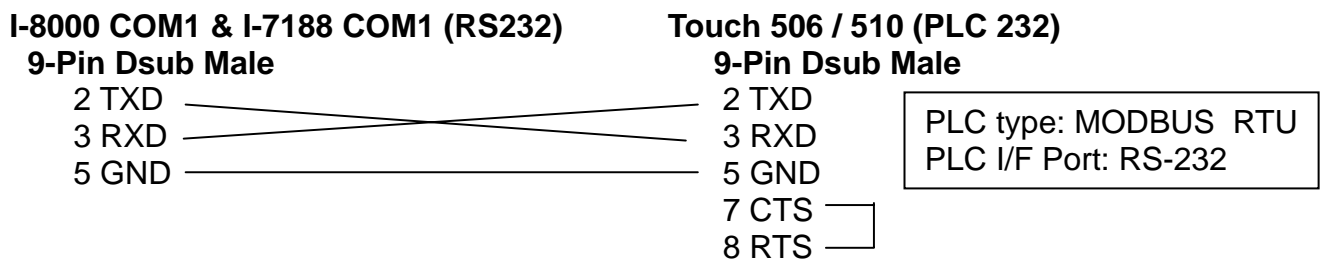 I-8000 COM1 & I-7188 COM1 (RS232)
9-Pin Dsub Male
2 TXD
3 RXD
5 GND
Touch 506 / 510 (PLC 232)
9-Pin Dsub Male
2 TXD
3 RXD
5 GND
7 CTS
8 RTS
PLC type: MODBUS RTU
PLC I/F Port: RS-232